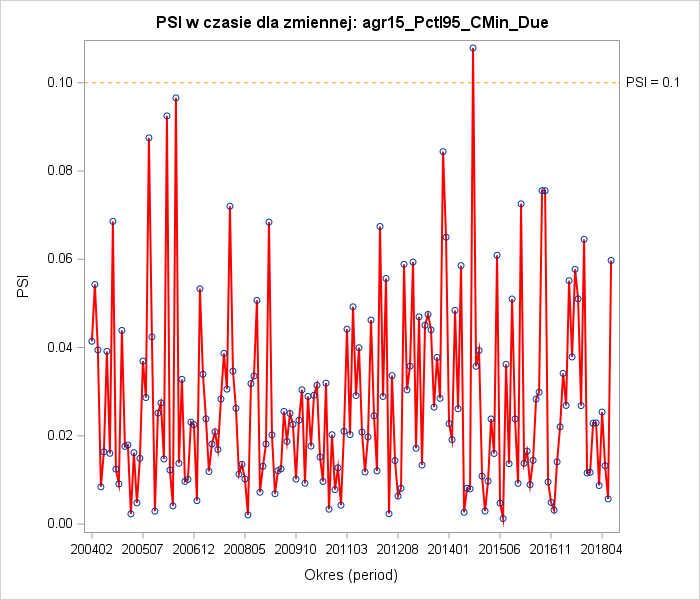 PSI w czasie dla zmiennej: agr15_Pctl95_CMin_Due
0.10
PSI = 0.1
0.08
0.06
PSI
0.04
0.02
0.00
200402 200507 200612 200805 200910 201103 201208 201401 201506 201611 201804
Okres (period)